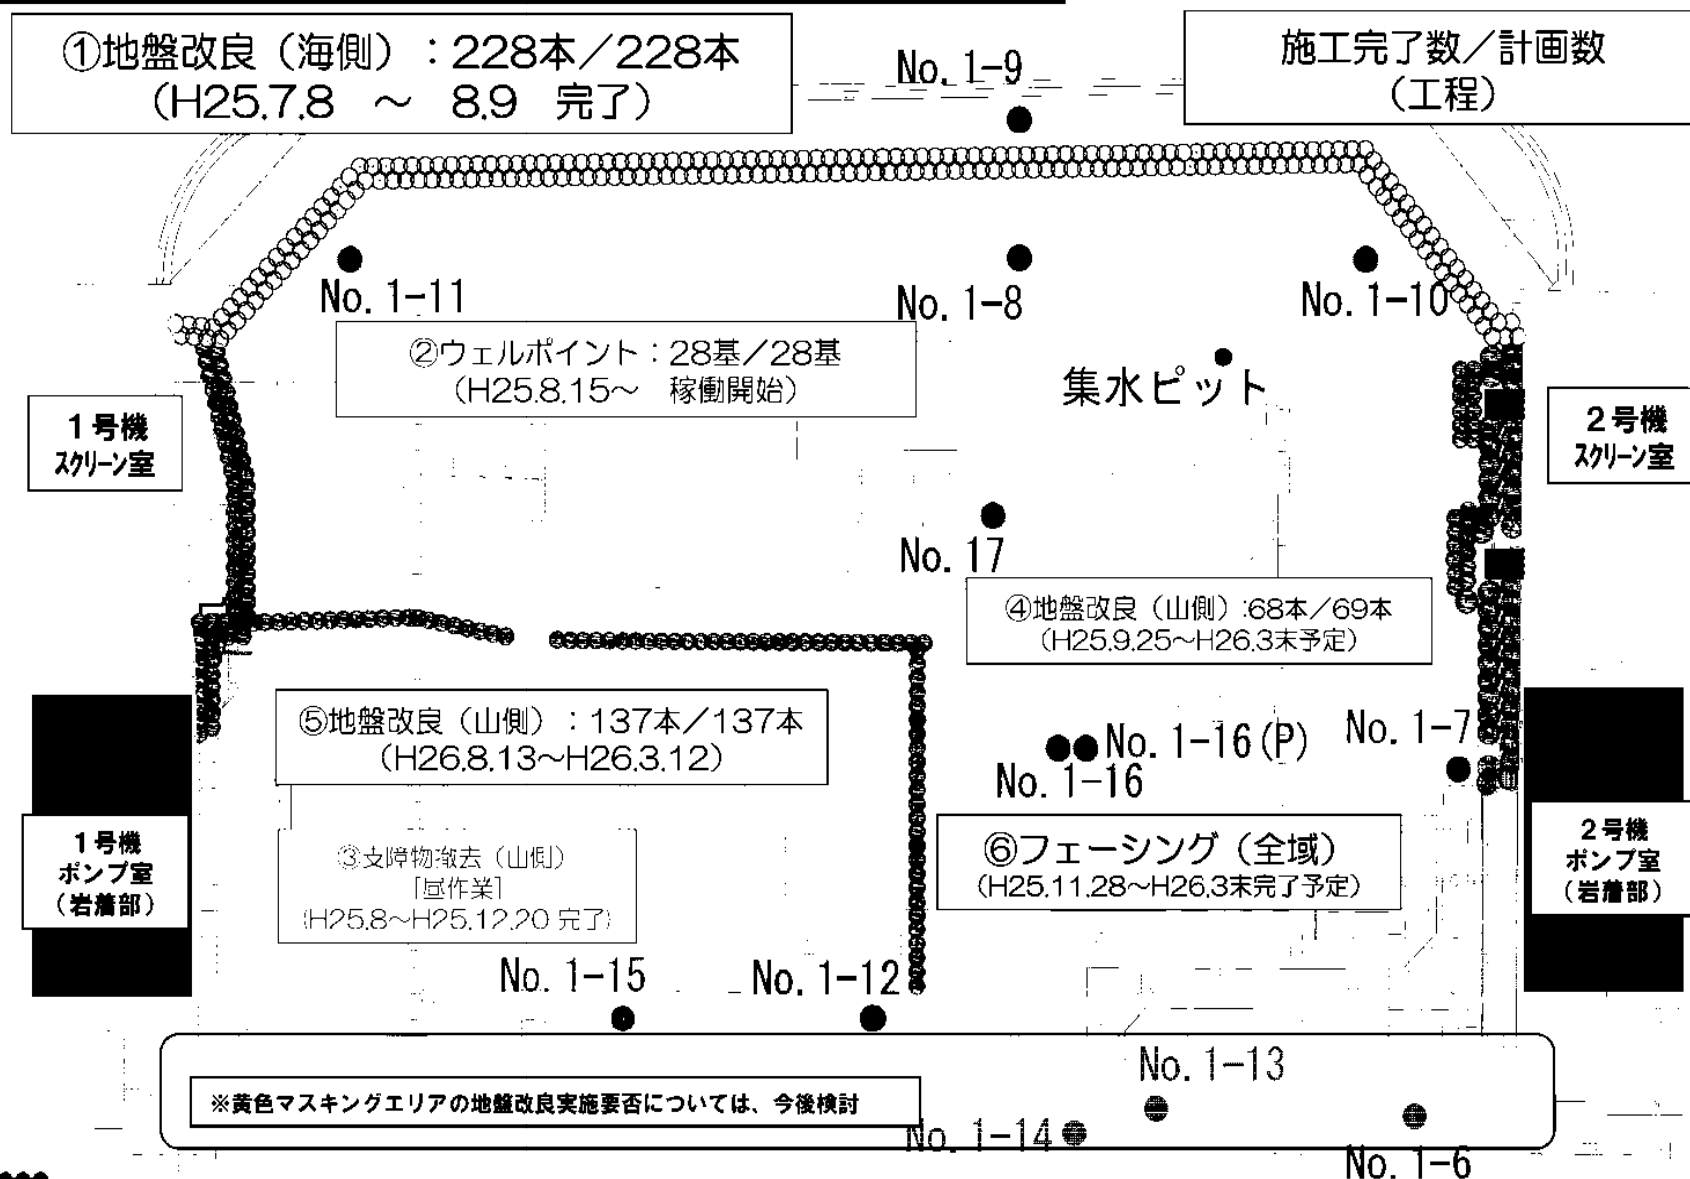 ①地盤改良（海側）：228本／228本
（H25.7.8　～　8.9　完了）
施工完了数／計画数
（工程）
No. 1-9
No. 1-11
No. 1-8
No. 1-10
②ウェルポイント：28基／28基
（H25.8.15～　稼働開始）
集水ピット
1号機
スクリーン室
2号機
スクリーン室
No. 17
④地盤改良（山側）:68本／69本
（H25.9.25～H26.3末予定）
⑤地盤改良（山側）：137本／137本
（H26.8.13～H26.3.12）
No. 1-16(P)
No. 1-7
No. 1-16
1号機
ポンプ室
（岩着部）
③支障物撤去（山側）
[昼作業]
（H25.8～H25.12.20 完了）
⑥フェーシング（全域）
（H25.11.28～H26.3末完了予定）
2号機
ポンプ室
（岩着部）
No. 1-15
No. 1-12
No. 1-13
※黄色マスキングエリアの地盤改良実施要否については、今後検討
No. 1-14
No. 1-6